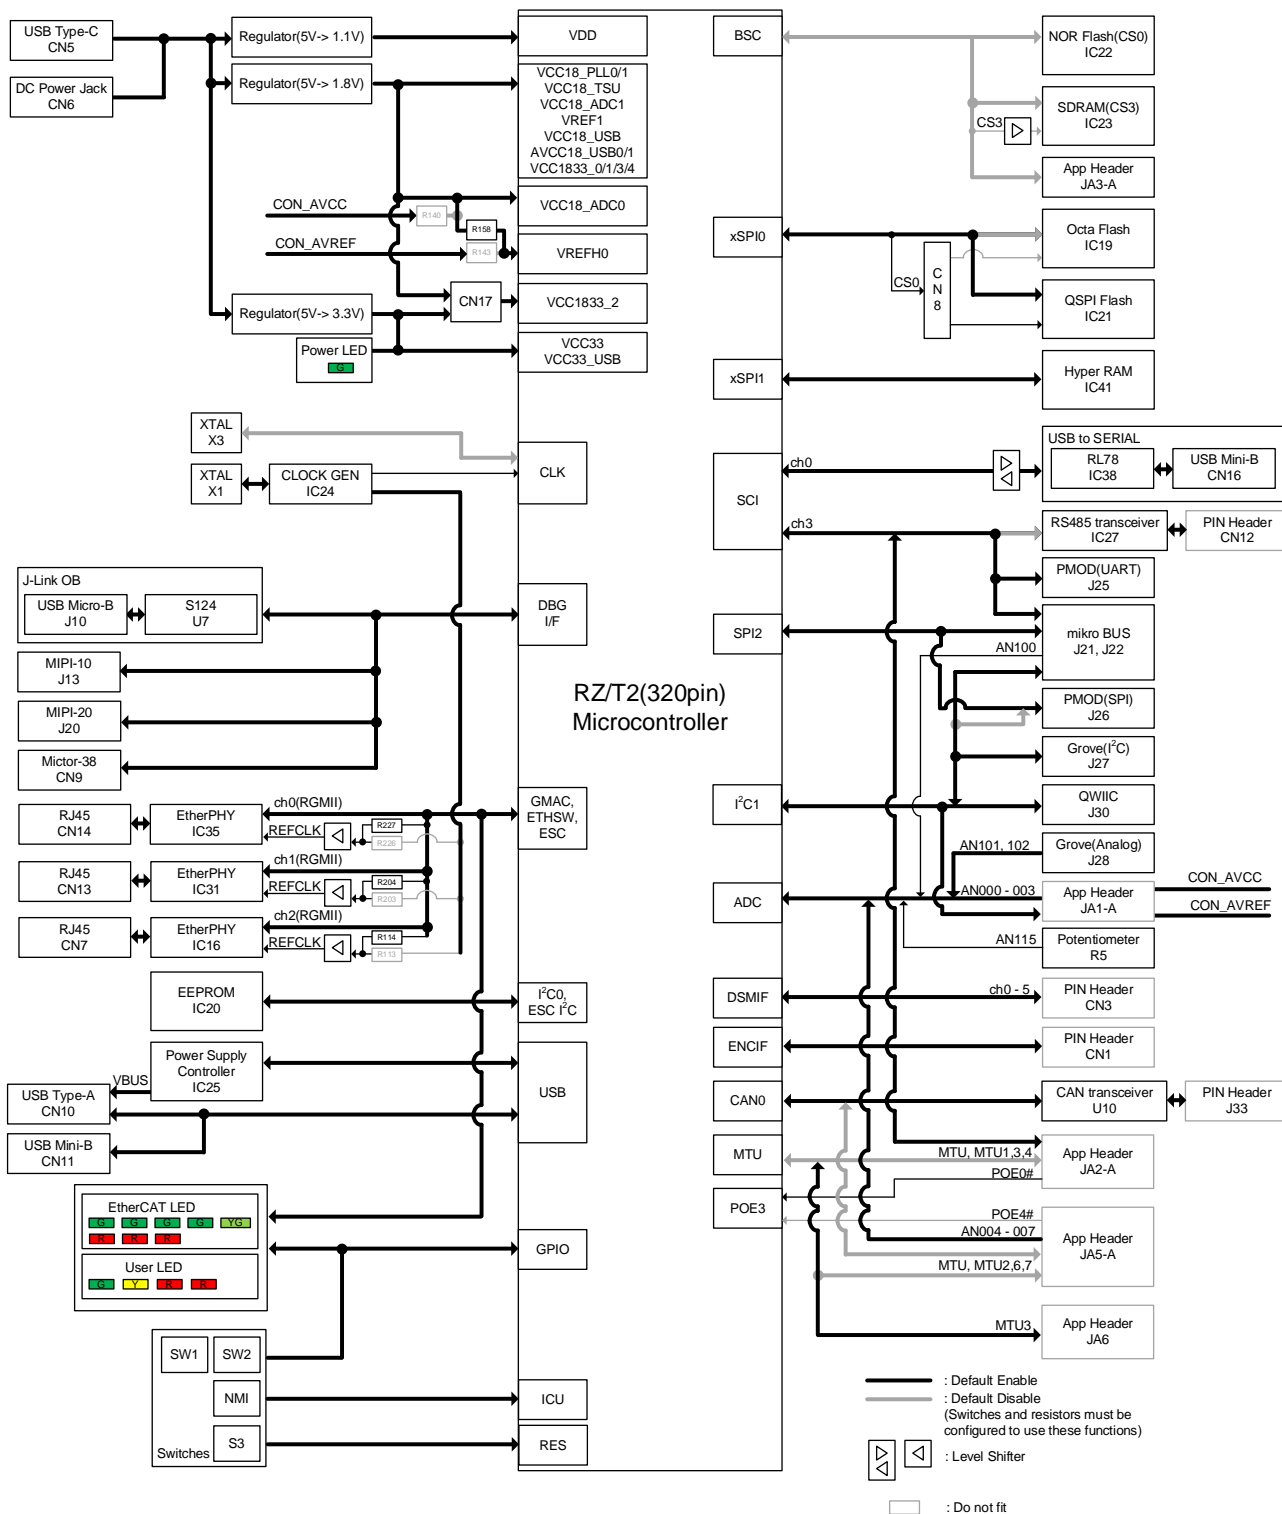 USB Type-C
CN5
DC Power Jack
CN6
Regulator(5V-> 1.1V)
Regulator(5V-> 1.8V)
VDD
VCC18_PLL0/1
VCC18_TSU
VCC18_ADC1
VREF1
VCC18_USB
AVCC18_USB0/1
VCC1833_0/1/3/4
CON_AVCC
R140
VCC18_ADC0
R158
CON_AVREF
R143
VREFH0
CN17
VCC1833_2
Regulator(5V-> 3.3V)
Power LED
G
VCC33
VCC33_USB
XTAL
X3
XTAL
X1
CLOCK GEN
IC24
CLK
J-Link OB
USB Micro-B
J10
S124
U7
DBG
I/F
MIPI-10
J13
MIPI-20
J20
Mictor-38
CN9
RZ/T2(320pin)
Microcontroller
RJ45
CN14
EtherPHY
IC35
ch0(RGMII)
REFCLK
R227
R226
GMAC,
ETHSW,
ESC
RJ45
CN13
EtherPHY
IC31
ch1(RGMII)
REFCLK
R204
R203
RJ45
CN7
EtherPHY
IC16
ch2(RGMII)
REFCLK
R114
R113
EEPROM
IC20
I²C0,
ESC I²C
Power Supply
Controller
IC25
VBUS
USB Type-A
CN10
USB Mini-B
CN11
USB
EtherCAT LED
G G G G YG
R R R
User LED
G Y R R
GPIO
SW1
SW2
NMI
S3
Switches
ICU
RES
BSC
NOR Flash(CS0)
IC22
SDRAM(CS3)
IC23
CS3
App Header
JA3-A
xSPI0
Octa Flash
IC19
CS0
C
N
8
QSPI Flash
IC21
xSPI1
Hyper RAM
IC41
SCI
ch0
USB to SERIAL
RL78
IC38
USB Mini-B
CN16
ch3
RS485 transceiver
IC27
PIN Header
CN12
PMOD(UART)
J25
SPI2
mikro BUS
J21, J22
AN100
PMOD(SPI)
J26
Grove(I²C)
J27
I²C1
QWIIC
J30
AN101, 102
Grove(Analog)
J28
ADC
AN000 - 003
App Header
JA1-A
CON_AVCC
CON_AVREF
AN115
Potentiometer
R5
DSMIF
ch0 - 5
PIN Header
CN3
ENCIF
PIN Header
CN1
CAN0
CAN transceiver
U10
PIN Header
J33
MTU
MTU, MTU1,3,4
App Header
JA2-A
POE0#
POE3
POE4#
AN004 - 007
App Header
JA5-A
MTU, MTU2,6,7
MTU3
App Header
JA6
: Default Enable
: Default Disable
(Switches and resistors must be
configured to use these functions)
: Level Shifter
: Do not fit